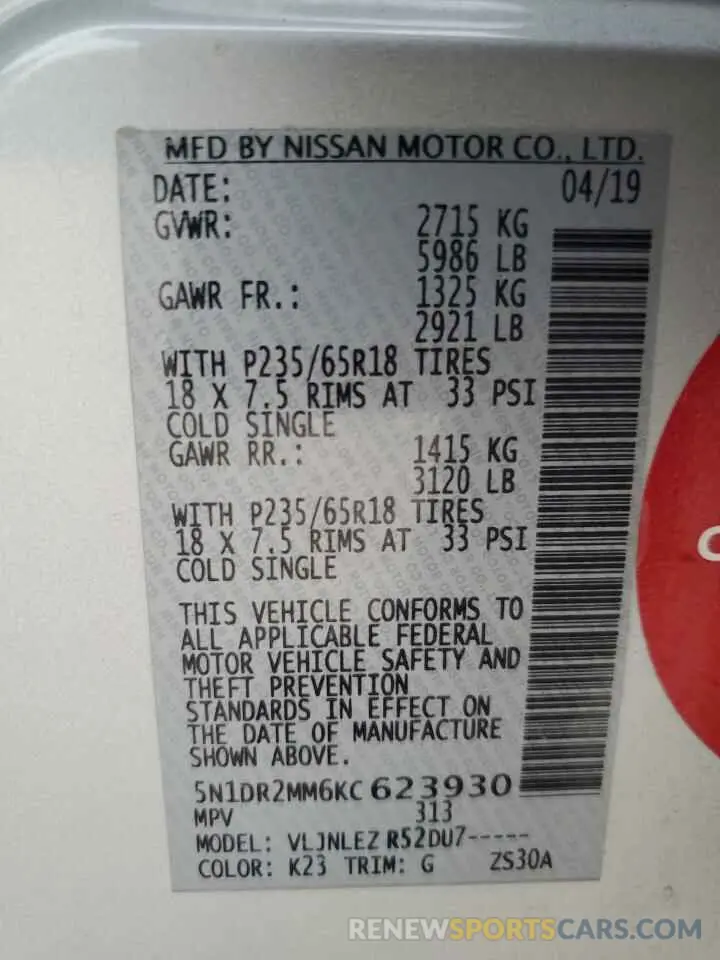 MFD BY NISSAN MOTOR CO., LTD.
DATE: 04/19
GVWR: 2715 KG
5986 LB
GAWR FR.: 1325 KG
2921 LB
WITH P235/65R18 TIRES
18 X 7.5 RIMS AT 33 PSI
COLD SINGLE
GAWR RR.: 1415 KG
3120 LB
WITH P235/65R18 TIRES
18 X 7.5 RIMS AT 33 PSI
COLD SINGLE
THIS VEHICLE CONFORMS TO
ALL APPLICABLE FEDERAL
MOTOR VEHICLE SAFETY AND
THEFT PREVENTION
STANDARDS IN EFFECT ON
THE DATE OF MANUFACTURE
SHOWN ABOVE.
5N1DR2MM6KC 623930
MPV 313
MODEL: VLJNLEZ R52DU7-----
COLOR: K23 TRIM: G ZS30A
RENEWSPORTSCARS.COM